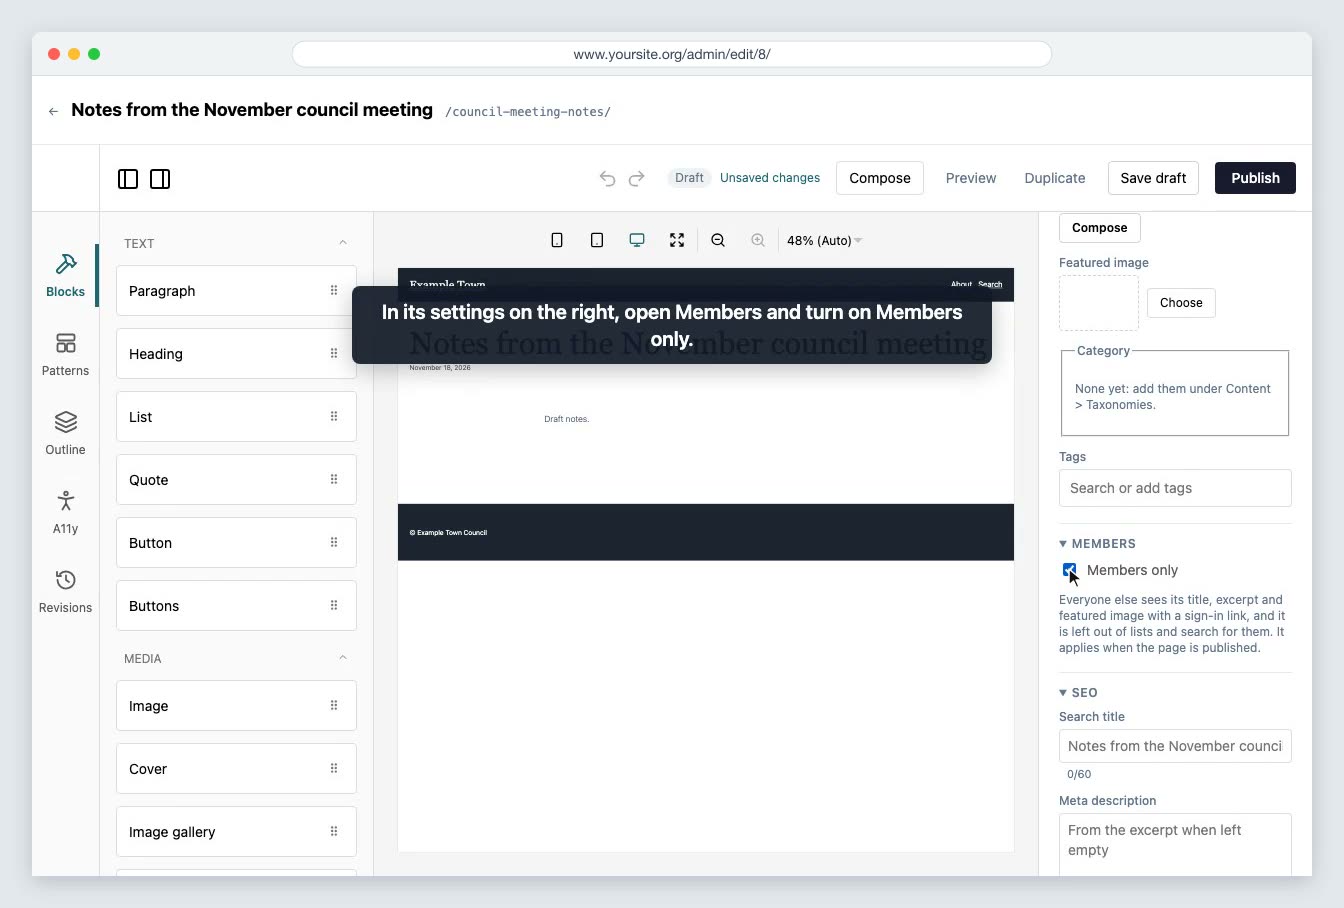 www.yoursite.org/admin/edit/8/
← Notes from the November council meeting /council-meeting-notes/
Draft Unsaved changes Compose Preview Duplicate Save draft Publish
Blocks
Patterns
Outline
A11y
Revisions
TEXT
Paragraph
Heading
List
Quote
Button
Buttons
MEDIA
Image
Cover
Image gallery
48% (Auto)
Example Town
About Search
In its settings on the right, open Members and turn on Members
only.
Notes from the November council meeting
November 18, 2026
Draft notes.
© Example Town Council
Compose
Featured image
Choose
Category
None yet: add them under Content
> Taxonomies.
Tags
Search or add tags
MEMBERS
Members only
Everyone else sees its title, excerpt and
featured image with a sign-in link, and it
is left out of lists and search for them. It
applies when the page is published.
SEO
Search title
Notes from the November counci
0/60
Meta description
From the excerpt when left
empty